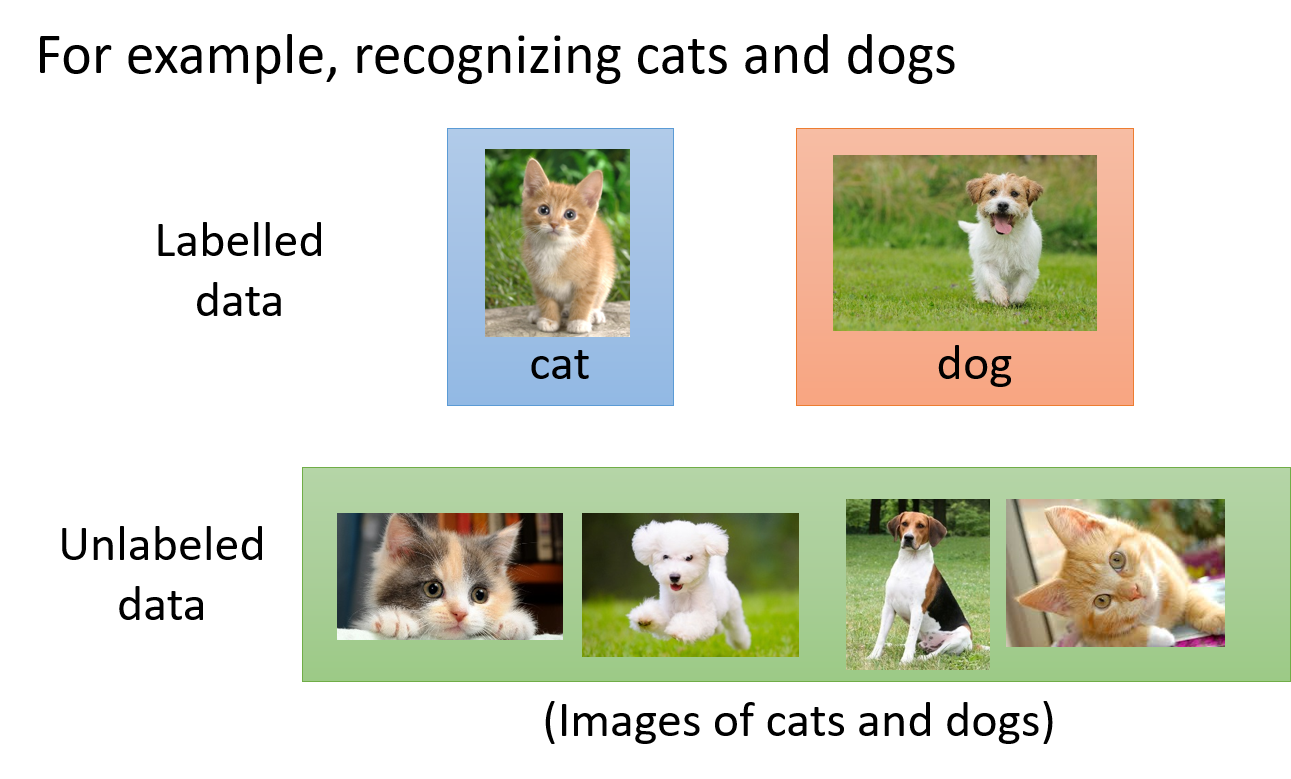 For example, recognizing cats and dogs
Labelled
data
cat
dog
Unlabeled
data
(Images of cats and dogs)